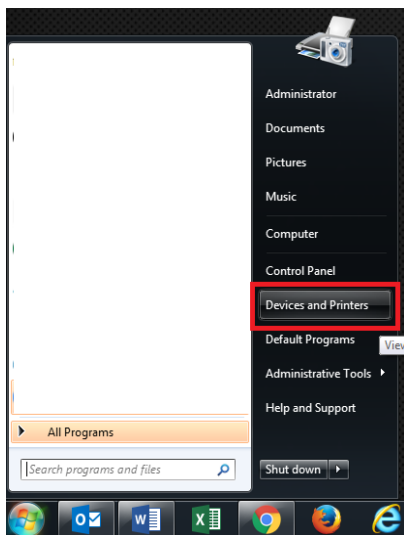 Administrator
Documents
Pictures
Music
Computer
Control Panel
Devices and Printers
Default Programs
View
Administrative Tools
Help and Support
All Programs
Search programs and files
Shut down